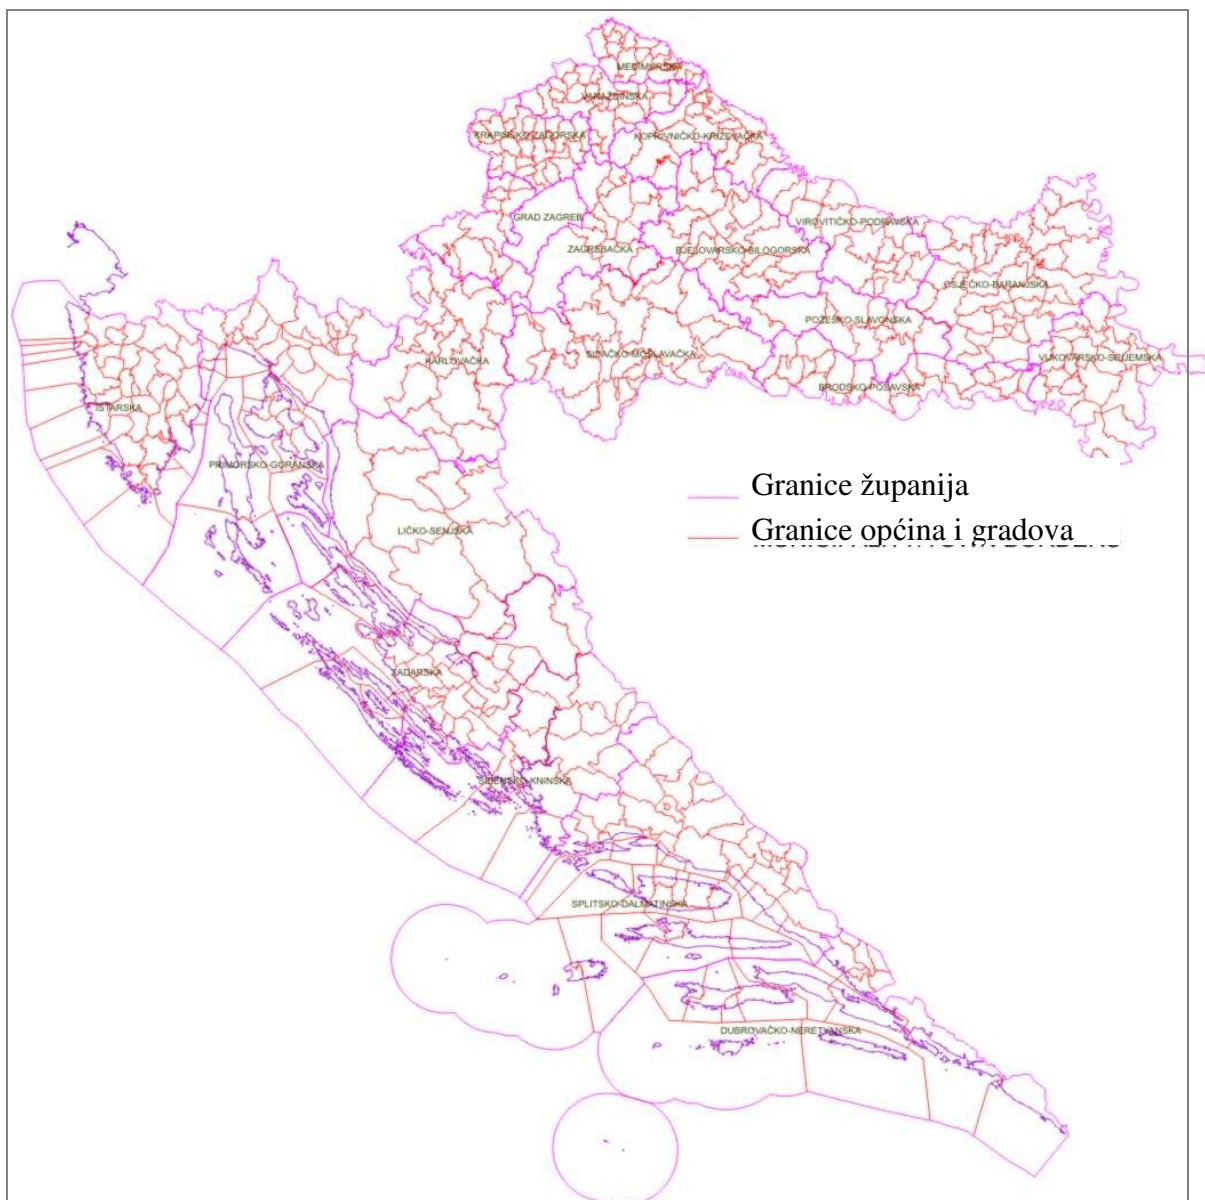 MEĐIMURSKA
VARAŽDINSKA
KRAPINSKO-ZAGORSKA
KOPRIVNIČKO-KRIŽEVAČKA
GRAD ZAGREB
VIROVITIČKO-PODRAVSKA
ZAGREBAČKA
BJELOVARSKO-BILOGORSKA
OSJEČKO-BARANJSKA
POŽEŠKO-SLAVONSKA
KARLOVAČKA
SISAČKO-MOSLAVAČKA
VUKOVARSKO-SRIJEMSKA
BRODSKO-POSAVSKA
ISTARSKA
PRIMORSKO-GORANSKA
Granice županija
LIČKO-SENJSKA
Granice općina i gradova
ZADARSKA
ŠIBENSKO-KNINSKA
SPLITSKO-DALMATINSKA
DUBROVAČKO-NERETVANSKA